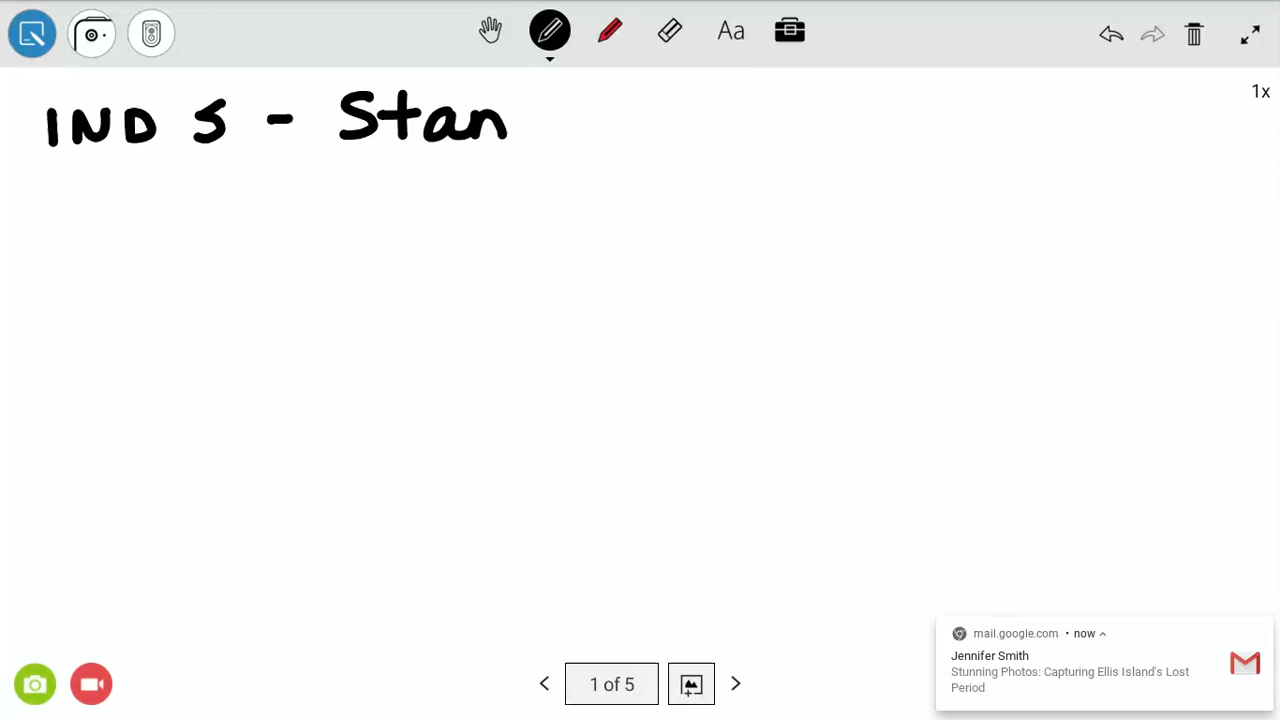 Aa
1x
IND 5 - Stan
mail.google.com • now
Jennifer Smith
Stunning Photos: Capturing Ellis Island's Lost
Period
1 of 5